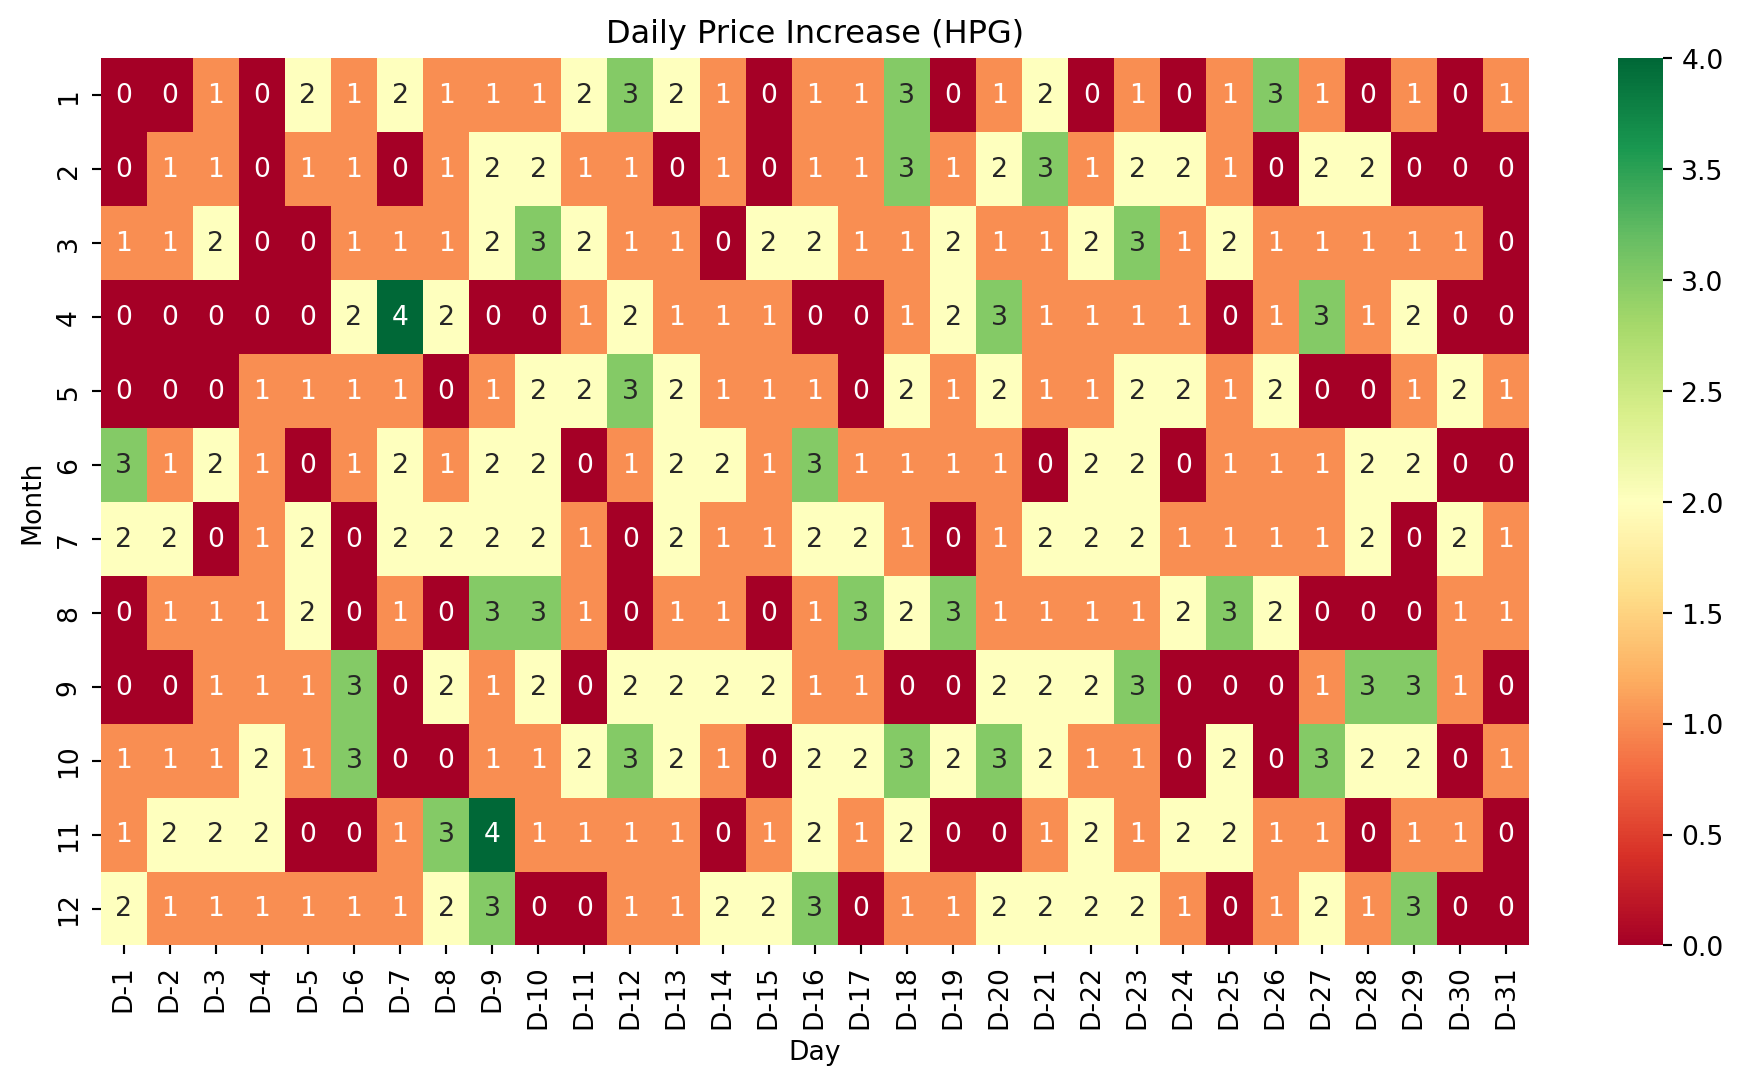 Daily Price Increase (HPG)
Month
1 0 0 1 0 2 1 2 1 1 1 2 3 2 1 0 1 1 3 0 1 2 0 1 0 1 3 1 0 1 0 1
2 0 1 1 0 1 1 0 1 2 2 1 1 0 1 0 1 1 3 1 2 3 1 2 2 1 0 2 2 0 0 0
3 1 1 2 0 0 1 1 1 2 3 2 1 1 0 2 2 1 1 2 1 1 2 3 1 2 1 1 1 1 1 0
4 0 0 0 0 0 2 4 2 0 0 1 2 1 1 1 0 0 1 2 3 1 1 1 1 0 1 3 1 2 0 0
5 0 0 0 1 1 1 1 0 1 2 2 3 2 1 1 1 0 2 1 2 1 1 2 2 1 2 0 0 1 2 1
6 3 1 2 1 0 1 2 1 2 2 0 1 2 2 1 3 1 1 1 1 0 2 2 0 1 1 1 2 2 0 0
7 2 2 0 1 2 0 2 2 2 2 1 0 2 1 1 2 2 1 0 1 2 2 2 1 1 1 1 2 0 2 1
8 0 1 1 1 2 0 1 0 3 3 1 0 1 1 0 1 3 2 3 1 1 1 1 2 3 2 0 0 0 1 1
9 0 0 1 1 1 3 0 2 1 2 0 2 2 2 2 1 1 0 0 2 2 2 3 0 0 0 1 3 3 1 0
10 1 1 1 2 1 3 0 0 1 1 2 3 2 1 0 2 2 3 2 3 2 1 1 0 2 0 3 2 2 0 1
11 1 2 2 2 0 0 1 3 4 1 1 1 1 0 1 2 1 2 0 0 1 2 1 2 2 1 1 0 1 1 0
12 2 1 1 1 1 1 1 2 3 0 0 1 1 2 2 3 0 1 1 2 2 2 2 1 0 1 2 1 3 0 0
D-1 D-2 D-3 D-4 D-5 D-6 D-7 D-8 D-9 D-10 D-11 D-12 D-13 D-14 D-15 D-16 D-17 D-18 D-19 D-20 D-21 D-22 D-23 D-24 D-25 D-26 D-27 D-28 D-29 D-30 D-31
Day
4.0
3.5
3.0
2.5
2.0
1.5
1.0
0.5
0.0